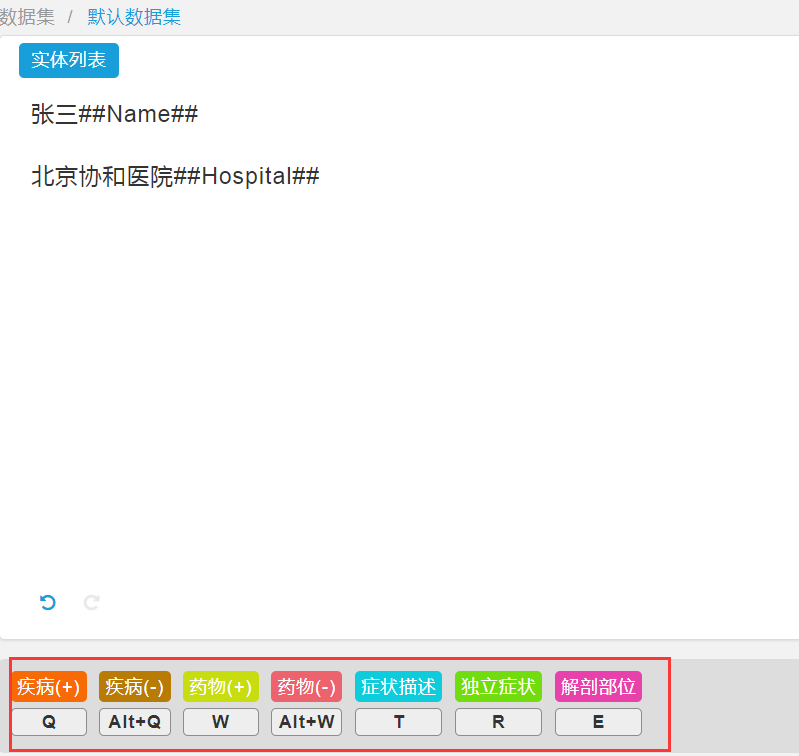 数据集 / 默认数据集
实体列表
张三##Name##
北京协和医院##Hospital##
疾病(+) 疾病(-) 药物(+) 药物(-) 症状描述 独立症状 解剖部位
Q Alt+Q W Alt+W T R E